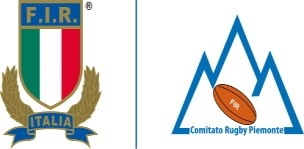 F.I.R.
®
ITALIA
FIR
Comitato Rugby Piemonte